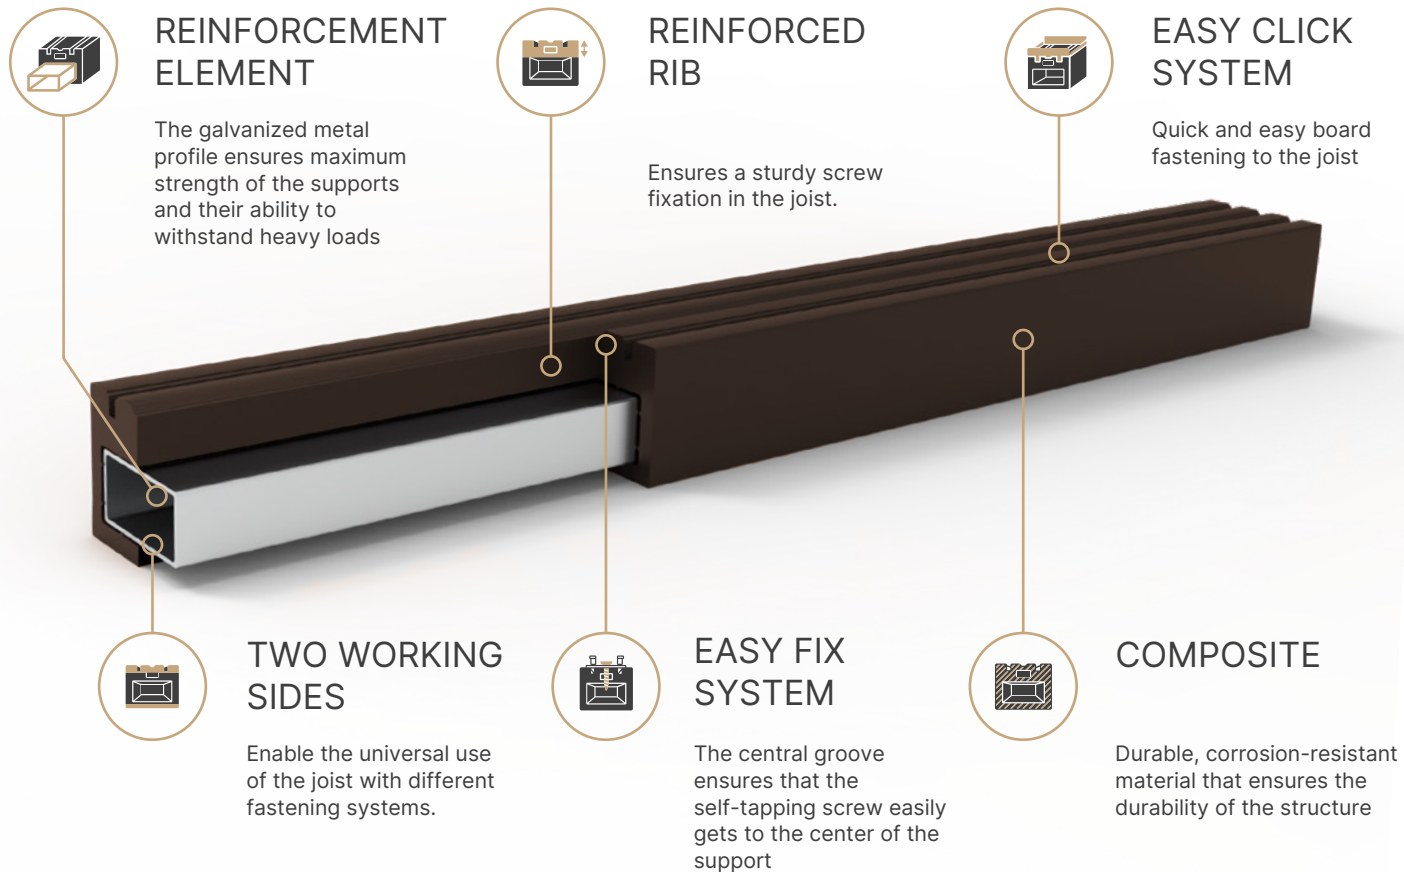 REINFORCEMENT
ELEMENT
The galvanized metal
profile ensures maximum
strength of the supports
and their ability to
withstand heavy loads
REINFORCED
RIB
Ensures a sturdy screw
fixation in the joist.
EASY CLICK
SYSTEM
Quick and easy board
fastening to the joist
TWO WORKING
SIDES
Enable the universal use
of the joist with different
fastening systems.
EASY FIX
SYSTEM
The central groove
ensures that the
self-tapping screw easily
gets to the center of the
support
COMPOSITE
Durable, corrosion-resistant
material that ensures the
durability of the structure